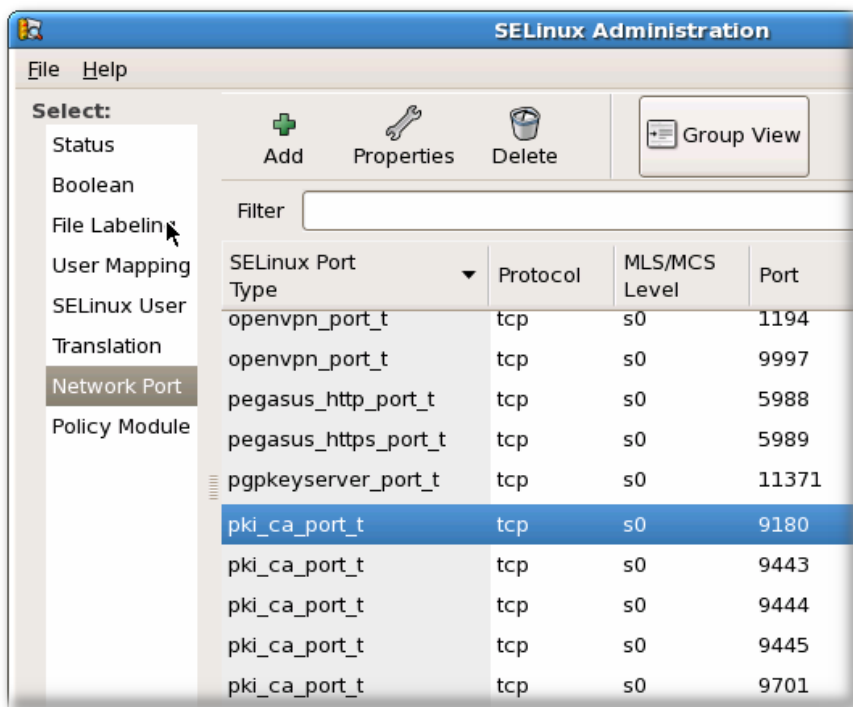 SELinux Administration
File Help
Select:
Status
Boolean
File Labeling
User Mapping
SELinux User
Translation
Network Port
Policy Module
Add Properties Delete Group View
Filter
SELinux Port Type Protocol MLS/MCS Level Port
openvpn_port_t tcp s0 1194
openvpn_port_t tcp s0 9997
pegasus_http_port_t tcp s0 5988
pegasus_https_port_t tcp s0 5989
pgpkeyserver_port_t tcp s0 11371
pki_ca_port_t tcp s0 9180
pki_ca_port_t tcp s0 9443
pki_ca_port_t tcp s0 9444
pki_ca_port_t tcp s0 9445
pki_ca_port_t tcp s0 9701